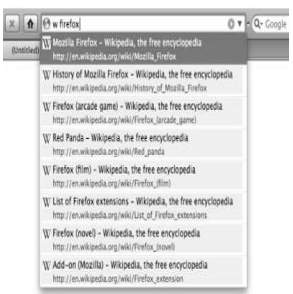 w firefox
Google
(Untitled)
Mozilla Firefox – Wikipedia, the free encyclopedia
http://en.wikipedia.org/wiki/Mozilla_Firefox
History of Mozilla Firefox – Wikipedia, the free encyclopedia
http://en.wikipedia.org/wiki/History_of_Mozilla_Firefox
Firefox (arcade game) – Wikipedia, the free encyclopedia
http://en.wikipedia.org/wiki/Firefox_(arcade_game)
Red Panda – Wikipedia, the free encyclopedia
http://en.wikipedia.org/wiki/Red_panda
Firefox (film) – Wikipedia, the free encyclopedia
http://en.wikipedia.org/wiki/Firefox_(film)
List of Firefox extensions – Wikipedia, the free encyclopedia
http://en.wikipedia.org/wiki/List_of_Firefox_extensions
Firefox (novel) – Wikipedia, the free encyclopedia
http://en.wikipedia.org/wiki/Firefox_(novel)
Add-on (Mozilla) – Wikipedia, the free encyclopedia
http://en.wikipedia.org/wiki/Firefox_extension